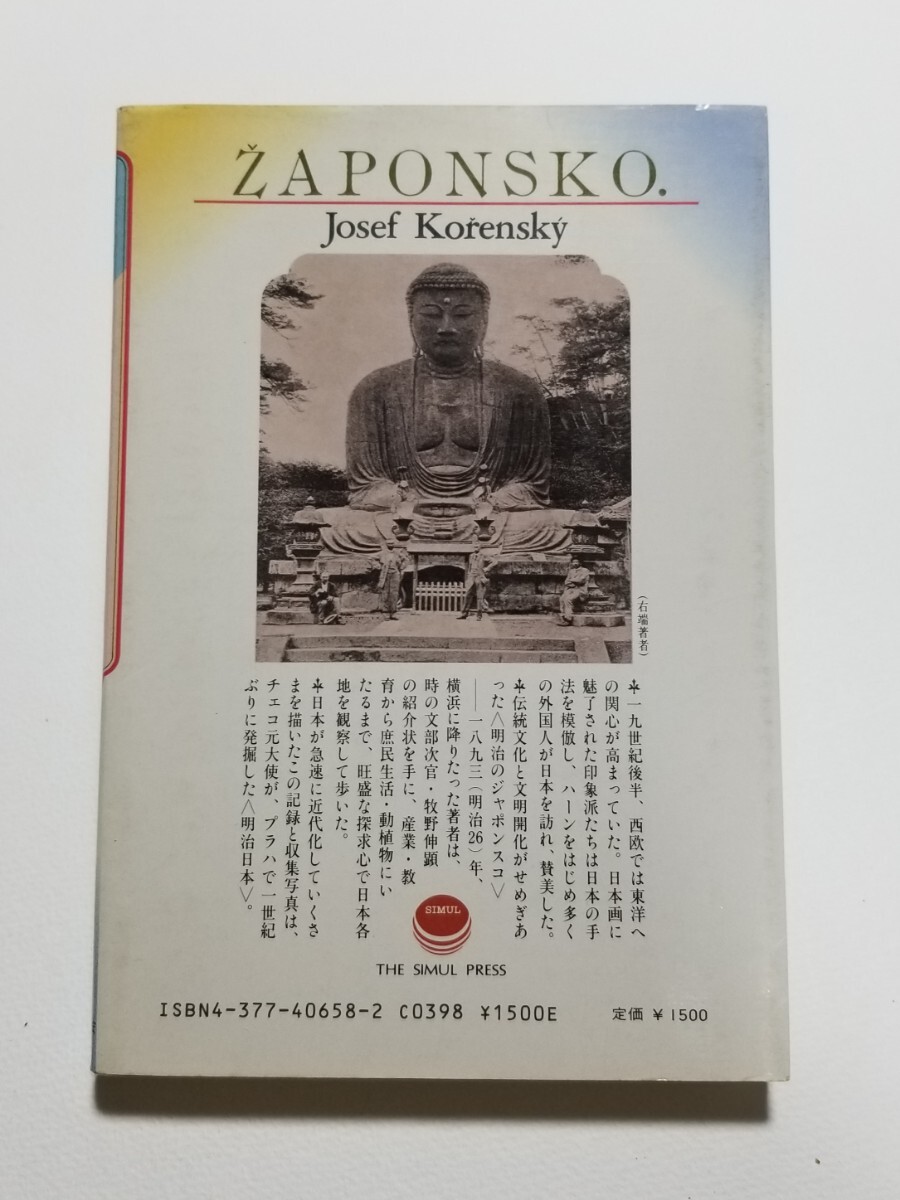 ŽAPONSKO.
Josef Kořenský
(右端著者)
✢一九世紀後半、西欧では東洋へ
の関心が高まっていた。日本画に
魅了された印象派たちは日本の手
法を模倣し、ハーンをはじめ多く
の外国人が日本を訪れ、賛美した。
✢伝統文化と文明開化がせめぎあ
った〈明治のジャポンスコ〉
――一八九三(明治26)年、
横浜に降りたった著者は、
時の文部次官・牧野伸顕
の紹介状を手に、産業・教
育から庶民生活・動植物にい
たるまで、旺盛な探求心で日本各
地を観察して歩いた。
✢日本が急速に近代化していくさ
まを描いたこの記録と収集写真は、
チェコ元大使が、プラハで一世紀
ぶりに発掘した〈明治日本〉。
SIMUL
THE SIMUL PRESS
ISBN4-377-40658-2 C0398 ¥1500E
定価 ¥1500